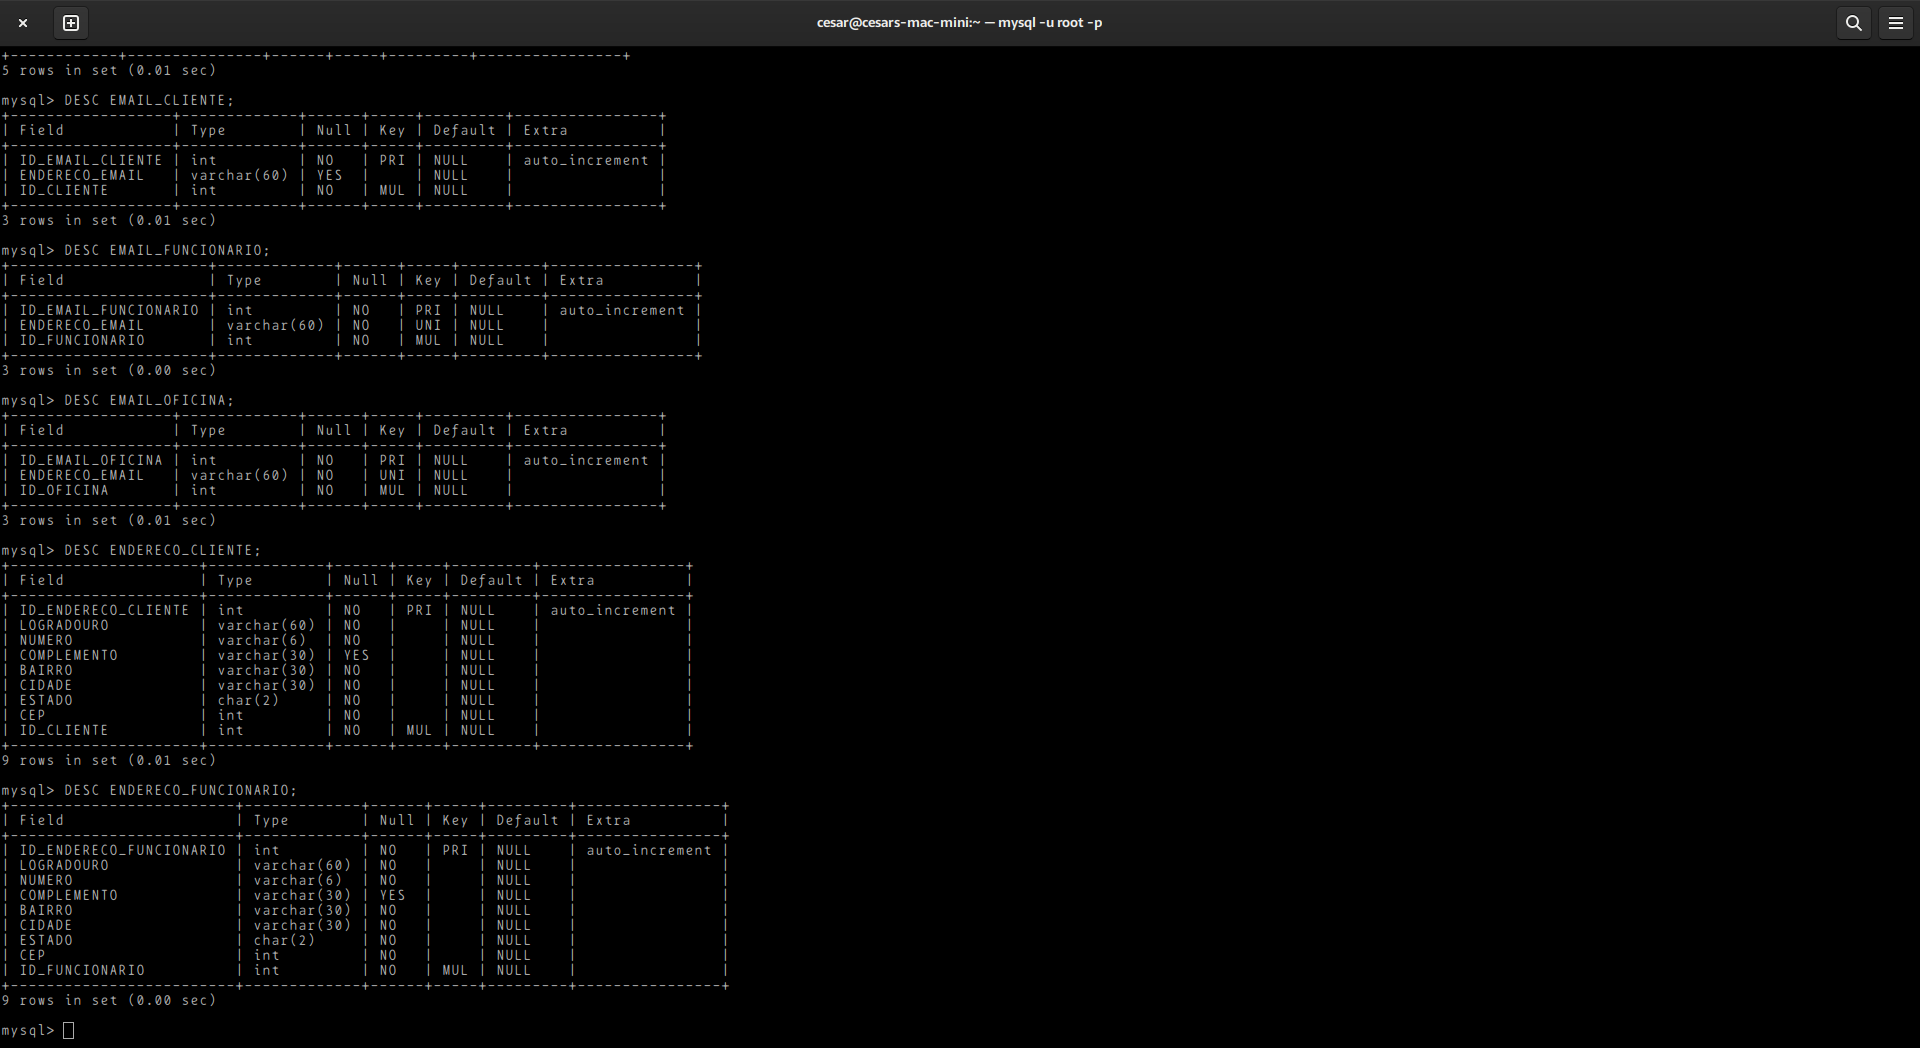 cesar@cesars-mac-mini:~ — mysql -u root -p
+------------+---------------+------+-----+---------+----------------+
5 rows in set (0.01 sec)
mysql> DESC EMAIL_CLIENTE;
+------------------+-------------+------+-----+---------+----------------+
| Field            | Type        | Null | Key | Default | Extra          |
+------------------+-------------+------+-----+---------+----------------+
| ID_EMAIL_CLIENTE | int         | NO   | PRI | NULL    | auto_increment |
| ENDERECO_EMAIL   | varchar(60) | YES  |     | NULL    |                |
| ID_CLIENTE       | int         | NO   | MUL | NULL    |                |
+------------------+-------------+------+-----+---------+----------------+
3 rows in set (0.01 sec)
mysql> DESC EMAIL_FUNCIONARIO;
+----------------------+-------------+------+-----+---------+----------------+
| Field                | Type        | Null | Key | Default | Extra          |
+----------------------+-------------+------+-----+---------+----------------+
| ID_EMAIL_FUNCIONARIO | int         | NO   | PRI | NULL    | auto_increment |
| ENDERECO_EMAIL       | varchar(60) | NO   | UNI | NULL    |                |
| ID_FUNCIONARIO       | int         | NO   | MUL | NULL    |                |
+----------------------+-------------+------+-----+---------+----------------+
3 rows in set (0.00 sec)
mysql> DESC EMAIL_OFICINA;
+------------------+-------------+------+-----+---------+----------------+
| Field            | Type        | Null | Key | Default | Extra          |
+------------------+-------------+------+-----+---------+----------------+
| ID_EMAIL_OFICINA | int         | NO   | PRI | NULL    | auto_increment |
| ENDERECO_EMAIL   | varchar(60) | NO   | UNI | NULL    |                |
| ID_OFICINA       | int         | NO   | MUL | NULL    |                |
+------------------+-------------+------+-----+---------+----------------+
3 rows in set (0.01 sec)
mysql> DESC ENDERECO_CLIENTE;
+---------------------+-------------+------+-----+---------+----------------+
| Field               | Type        | Null | Key | Default | Extra          |
+---------------------+-------------+------+-----+---------+----------------+
| ID_ENDERECO_CLIENTE | int         | NO   | PRI | NULL    | auto_increment |
| LOGRADOURO          | varchar(60) | NO   |     | NULL    |                |
| NUMERO              | varchar(6)  | NO   |     | NULL    |                |
| COMPLEMENTO         | varchar(30) | YES  |     | NULL    |                |
| BAIRRO              | varchar(30) | NO   |     | NULL    |                |
| CIDADE              | varchar(30) | NO   |     | NULL    |                |
| ESTADO              | char(2)     | NO   |     | NULL    |                |
| CEP                 | int         | NO   |     | NULL    |                |
| ID_CLIENTE          | int         | NO   | MUL | NULL    |                |
+---------------------+-------------+------+-----+---------+----------------+
9 rows in set (0.01 sec)
mysql> DESC ENDERECO_FUNCIONARIO;
+-------------------------+-------------+------+-----+---------+----------------+
| Field                   | Type        | Null | Key | Default | Extra          |
+-------------------------+-------------+------+-----+---------+----------------+
| ID_ENDERECO_FUNCIONARIO | int         | NO   | PRI | NULL    | auto_increment |
| LOGRADOURO              | varchar(60) | NO   |     | NULL    |                |
| NUMERO                  | varchar(6)  | NO   |     | NULL    |                |
| COMPLEMENTO             | varchar(30) | YES  |     | NULL    |                |
| BAIRRO                  | varchar(30) | NO   |     | NULL    |                |
| CIDADE                  | varchar(30) | NO   |     | NULL    |                |
| ESTADO                  | char(2)     | NO   |     | NULL    |                |
| CEP                     | int         | NO   |     | NULL    |                |
| ID_FUNCIONARIO          | int         | NO   | MUL | NULL    |                |
+-------------------------+-------------+------+-----+---------+----------------+
9 rows in set (0.00 sec)
mysql>